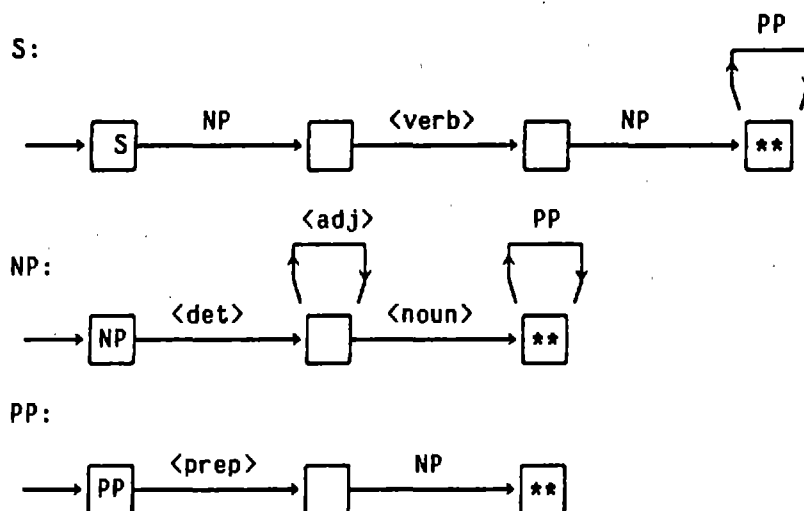 PP
S:
S NP <verb> NP **
<adj> PP
NP:
NP <det> <noun> **
PP:
PP <prep> NP **